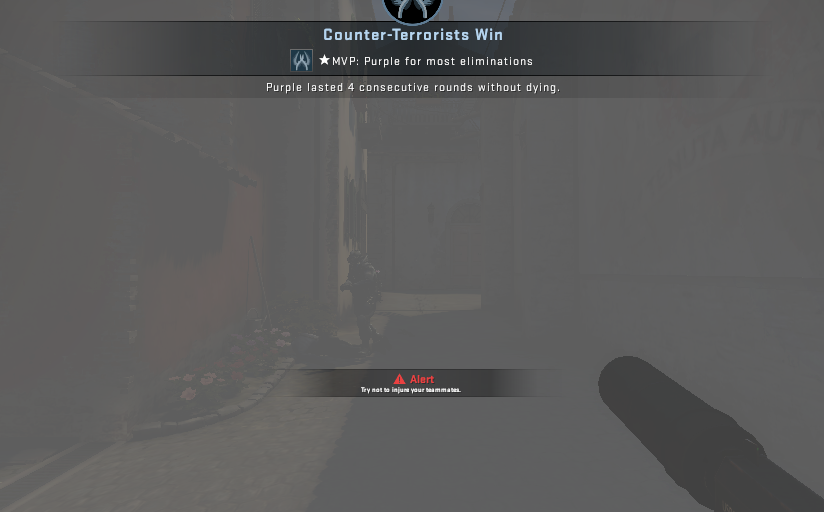 Counter-Terrorists Win
★MVP: Purple for most eliminations
Purple lasted 4 consecutive rounds without dying.
Alert
Try not to injure your teammates.